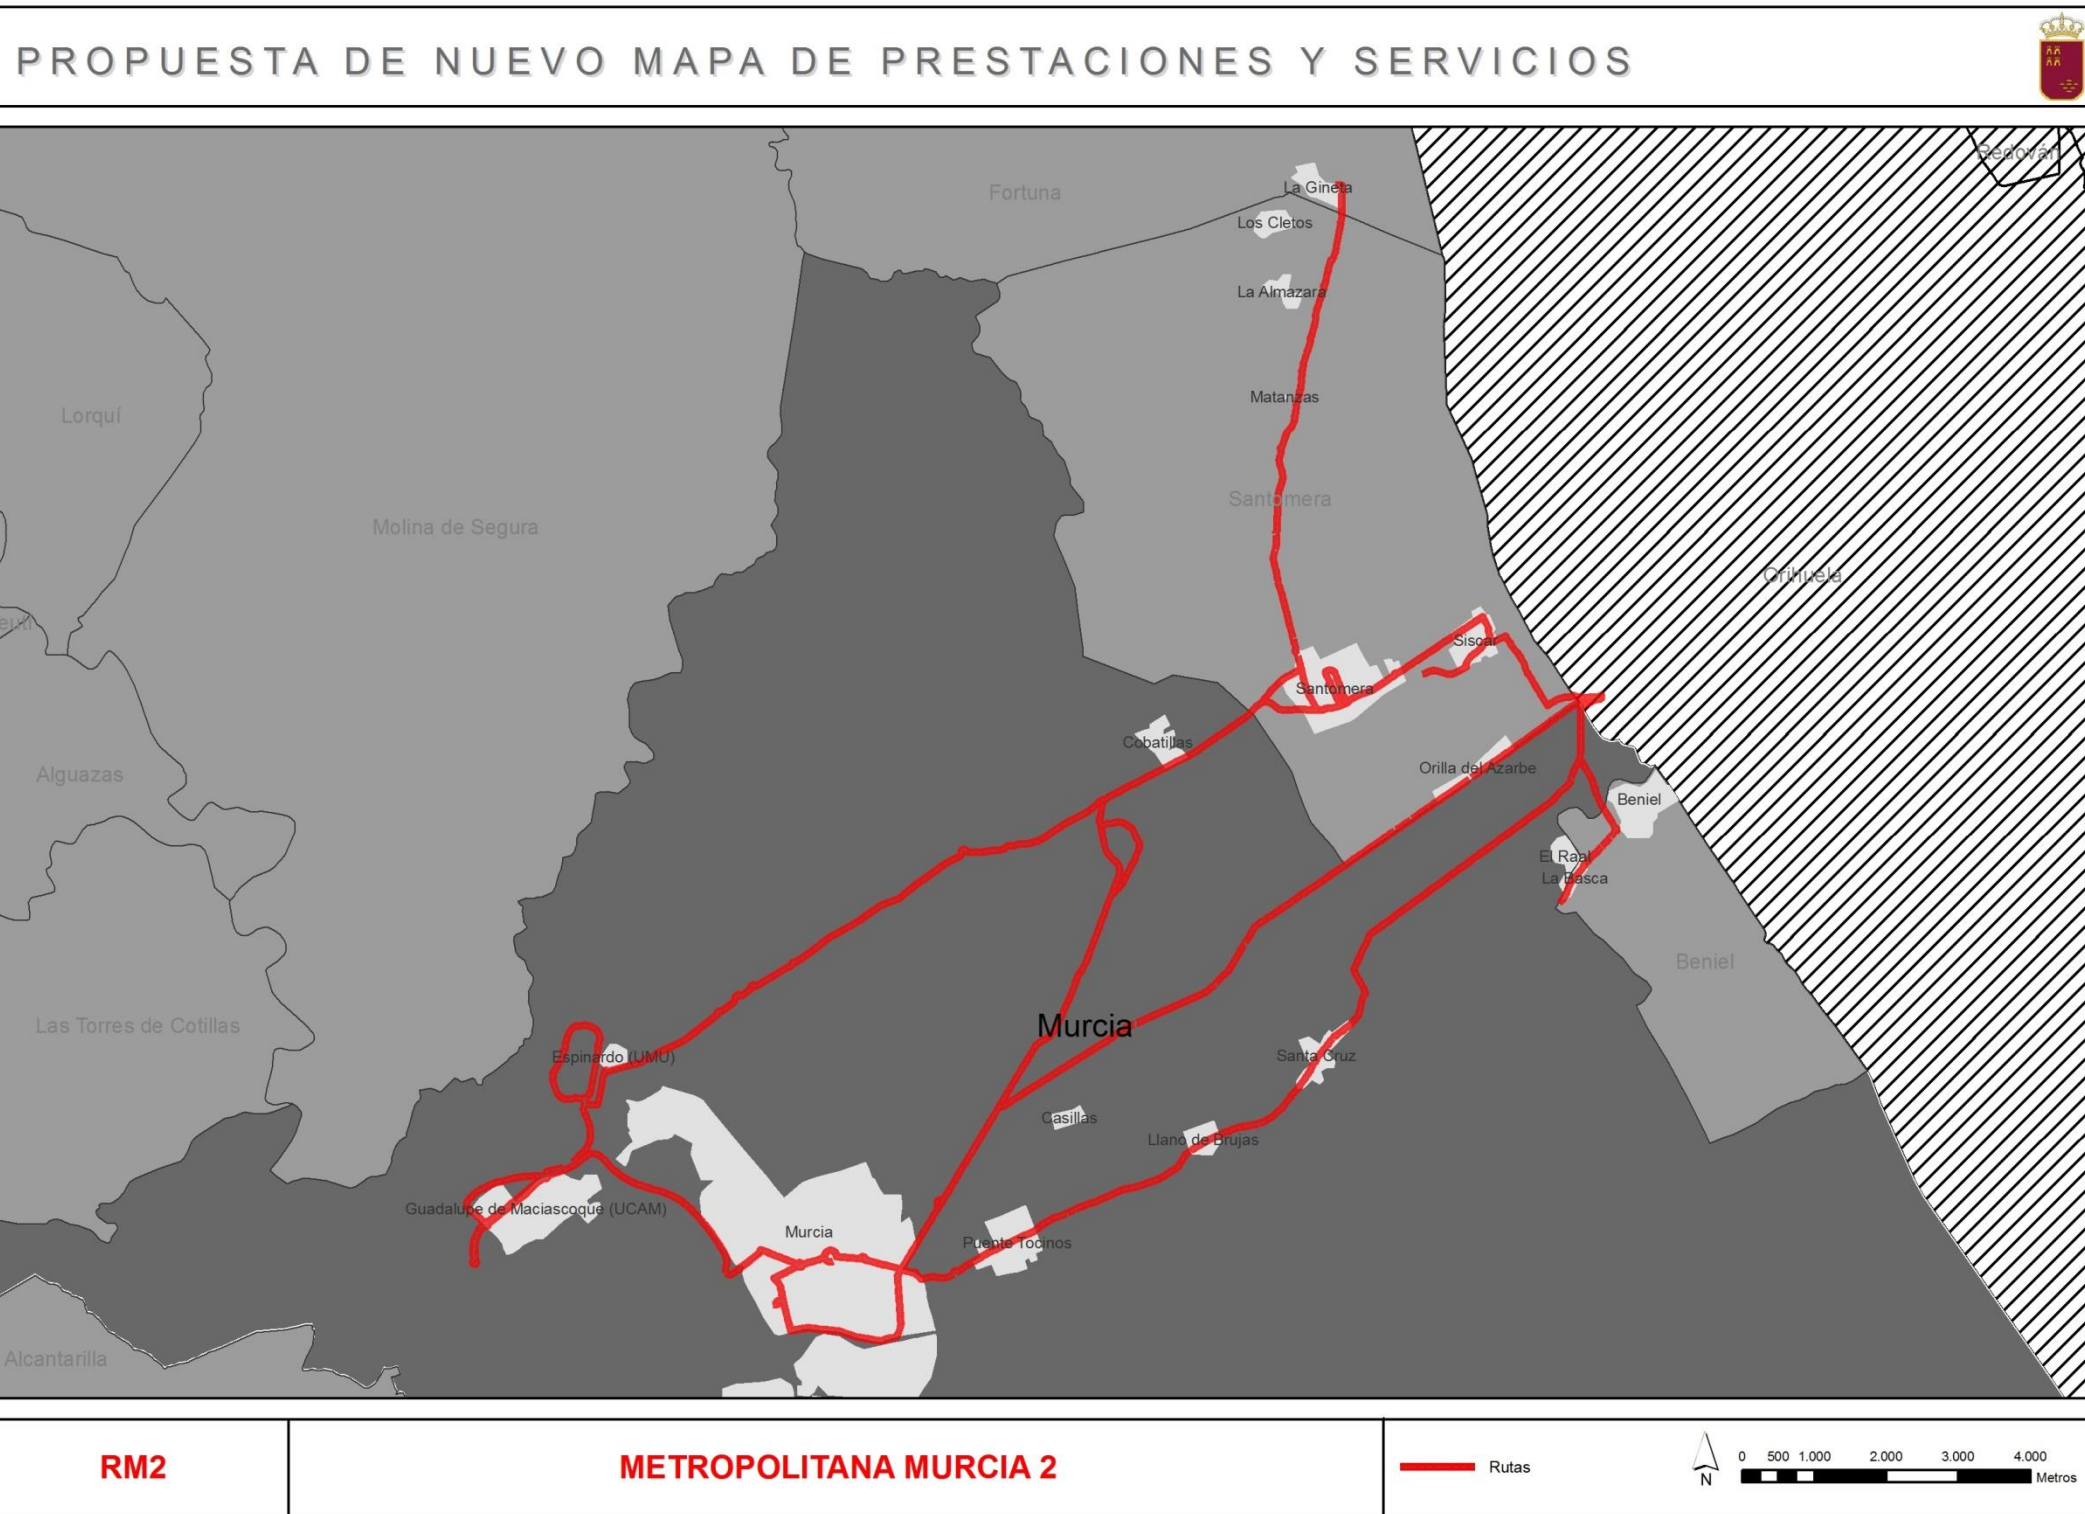 PROPUESTA DE NUEVO MAPA DE PRESTACIONES Y SERVICIOS
Redován
La Gineta
Fortuna
Los Cletos
La Almazara
Matanzas
Lorquí
Santomera
Molina de Segura
Orihuela
eutí
Siscar
Santomera
Cobatillas
Orilla del Azarbe
Alguazas
Beniel
El Raal
La Basca
Beniel
Las Torres de Cotillas
Murcia
Espinardo (UMU)
Santa Cruz
Casillas
Llano de Brujas
Guadalupe de Maciascoque (UCAM)
Murcia
Puente Tocinos
Alcantarilla
RM2
METROPOLITANA MURCIA 2
Rutas
N
0 500 1.000 2.000 3.000 4.000
Metros